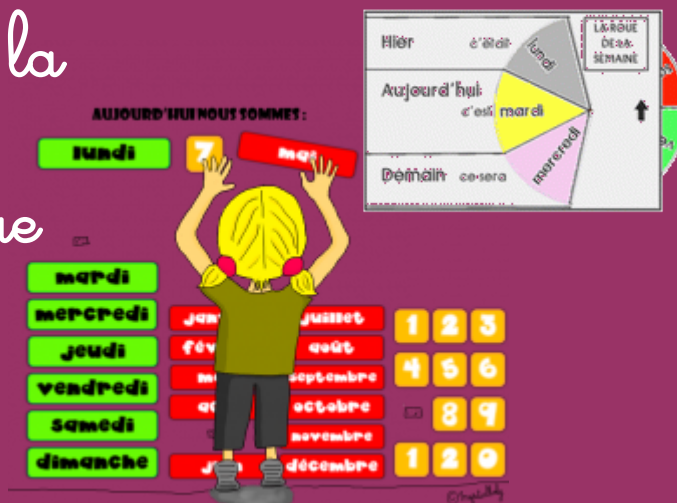 la
Hier c'était lundi
LA ROUE
DE LA
SEMAINE
Aujourd'hui
c'est mardi
Demain ce sera mercredi
AUJOURD'HUI NOUS SOMMES :
lundi 7 mai
mardi
mercredi juillet 1 2 3
jeudi août 4 5 6
vendredi septembre
samedi octobre 8 9
novembre
dimanche décembre 1 2 0